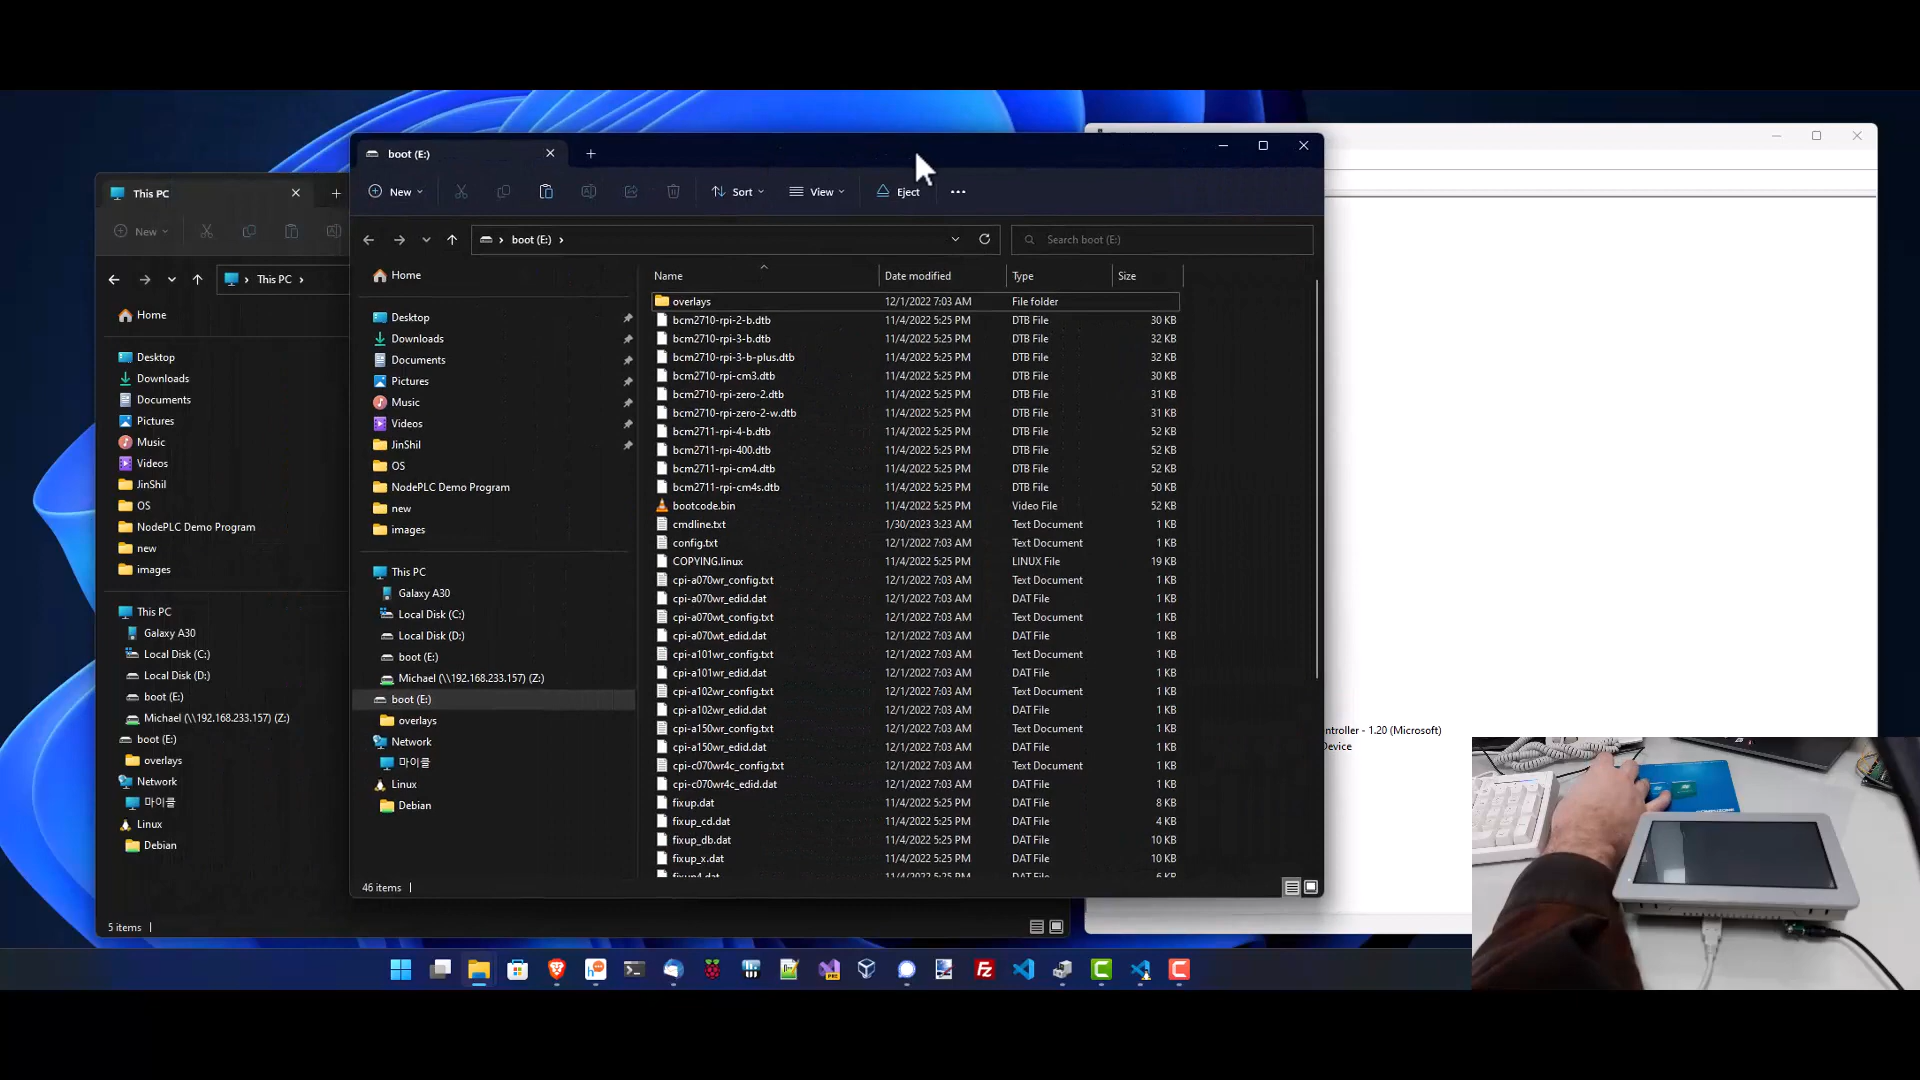 This PC
New
This PC
Home
Desktop
Downloads
Documents
Pictures
Music
Videos
JinShil
OS
NodePLC Demo Program
new
images
This PC
Galaxy A30
Local Disk (C:)
Local Disk (D:)
boot (E:)
Michael (\\192.168.233.157) (Z:)
boot (E:)
overlays
Network
마이클
Linux
Debian
5 items
boot (E:)
New Sort View Eject
boot (E:) Search boot (E:)
Home
Desktop
Downloads
Documents
Pictures
Music
Videos
JinShil
OS
NodePLC Demo Program
new
images
This PC
Galaxy A30
Local Disk (C:)
Local Disk (D:)
boot (E:)
Michael (\\192.168.233.157) (Z:)
boot (E:)
overlays
Network
마이클
Linux
Debian
46 items
Name Date modified Type Size
overlays 12/1/2022 7:03 AM File folder
bcm2710-rpi-2-b.dtb 11/4/2022 5:25 PM DTB File 30 KB
bcm2710-rpi-3-b.dtb 11/4/2022 5:25 PM DTB File 32 KB
bcm2710-rpi-3-b-plus.dtb 11/4/2022 5:25 PM DTB File 32 KB
bcm2710-rpi-cm3.dtb 11/4/2022 5:25 PM DTB File 30 KB
bcm2710-rpi-zero-2.dtb 11/4/2022 5:25 PM DTB File 31 KB
bcm2710-rpi-zero-2-w.dtb 11/4/2022 5:25 PM DTB File 31 KB
bcm2711-rpi-4-b.dtb 11/4/2022 5:25 PM DTB File 52 KB
bcm2711-rpi-400.dtb 11/4/2022 5:25 PM DTB File 52 KB
bcm2711-rpi-cm4.dtb 11/4/2022 5:25 PM DTB File 52 KB
bcm2711-rpi-cm4s.dtb 11/4/2022 5:25 PM DTB File 50 KB
bootcode.bin 11/4/2022 5:25 PM Video File 52 KB
cmdline.txt 1/30/2023 3:23 AM Text Document 1 KB
config.txt 12/1/2022 7:03 AM Text Document 1 KB
COPYING.linux 11/4/2022 5:25 PM LINUX File 19 KB
cpi-a070wr_config.txt 12/1/2022 7:03 AM Text Document 1 KB
cpi-a070wr_edid.dat 12/1/2022 7:03 AM DAT File 1 KB
cpi-a070wt_config.txt 12/1/2022 7:03 AM Text Document 1 KB
cpi-a070wt_edid.dat 12/1/2022 7:03 AM DAT File 1 KB
cpi-a101wr_config.txt 12/1/2022 7:03 AM Text Document 1 KB
cpi-a101wr_edid.dat 12/1/2022 7:03 AM DAT File 1 KB
cpi-a102wr_config.txt 12/1/2022 7:03 AM Text Document 1 KB
cpi-a102wr_edid.dat 12/1/2022 7:03 AM DAT File 1 KB
cpi-a150wr_config.txt 12/1/2022 7:03 AM Text Document 1 KB
cpi-a150wr_edid.dat 12/1/2022 7:03 AM DAT File 1 KB
cpi-c070wr4c_config.txt 12/1/2022 7:03 AM Text Document 1 KB
cpi-c070wr4c_edid.dat 12/1/2022 7:03 AM DAT File 1 KB
fixup.dat 11/4/2022 5:25 PM DAT File 8 KB
fixup_cd.dat 11/4/2022 5:25 PM DAT File 4 KB
fixup_db.dat 11/4/2022 5:25 PM DAT File 10 KB
fixup_x.dat 11/4/2022 5:25 PM DAT File 10 KB
fixup4.dat 11/4/2022 5:25 PM DAT File 6 KB
ntroller - 1.20 (Microsoft)
Device